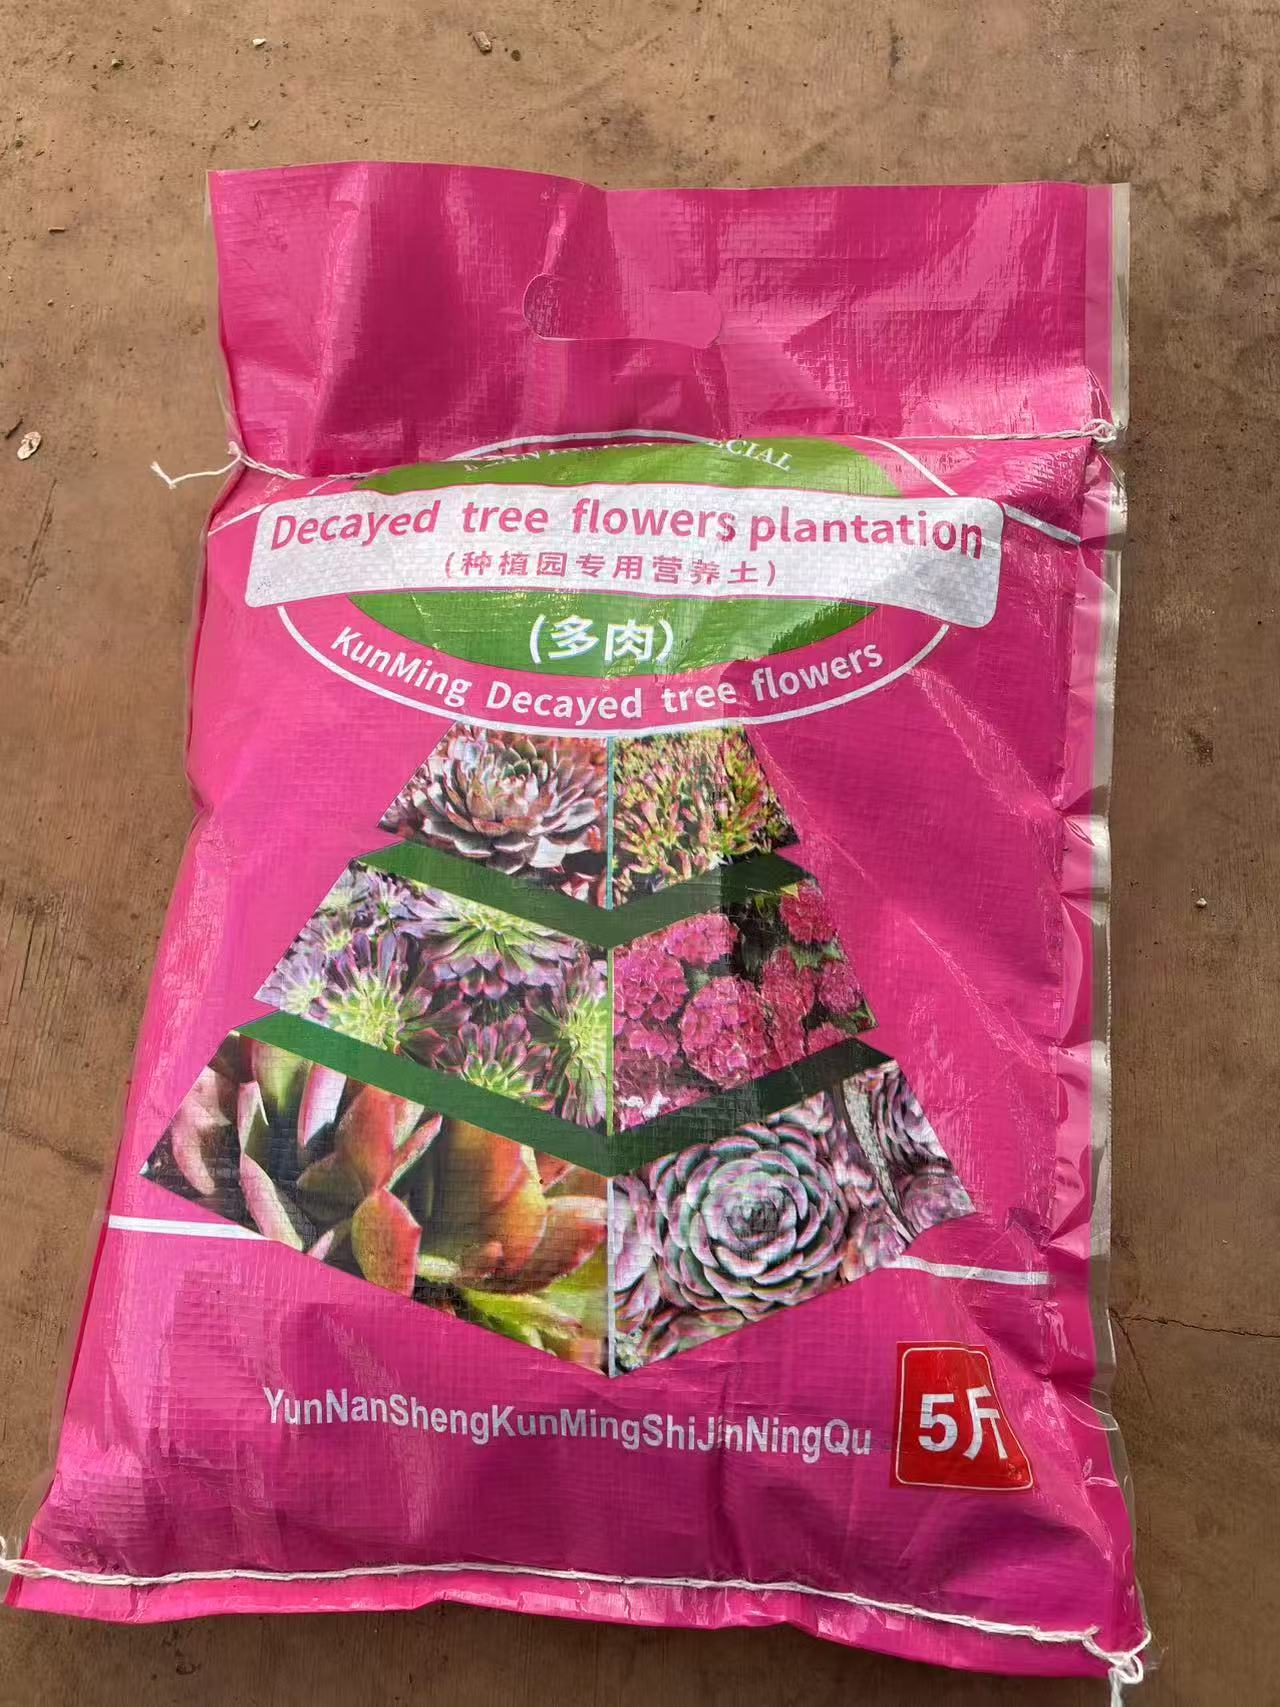 Decayed tree flowers plantation
(种植园专用营养土)
(多肉)
KunMing Decayed tree flowers
YunNanShengKunMingShiJinNingQu
5斤